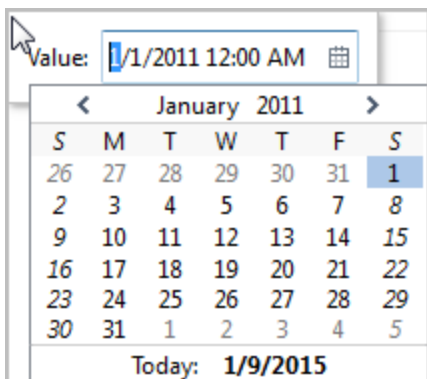 Value: 1/1/2011 12:00 AM
January 2011
S M T W T F S
26 27 28 29 30 31 1
2 3 4 5 6 7 8
9 10 11 12 13 14 15
16 17 18 19 20 21 22
23 24 25 26 27 28 29
30 31 1 2 3 4 5
Today: 1/9/2015